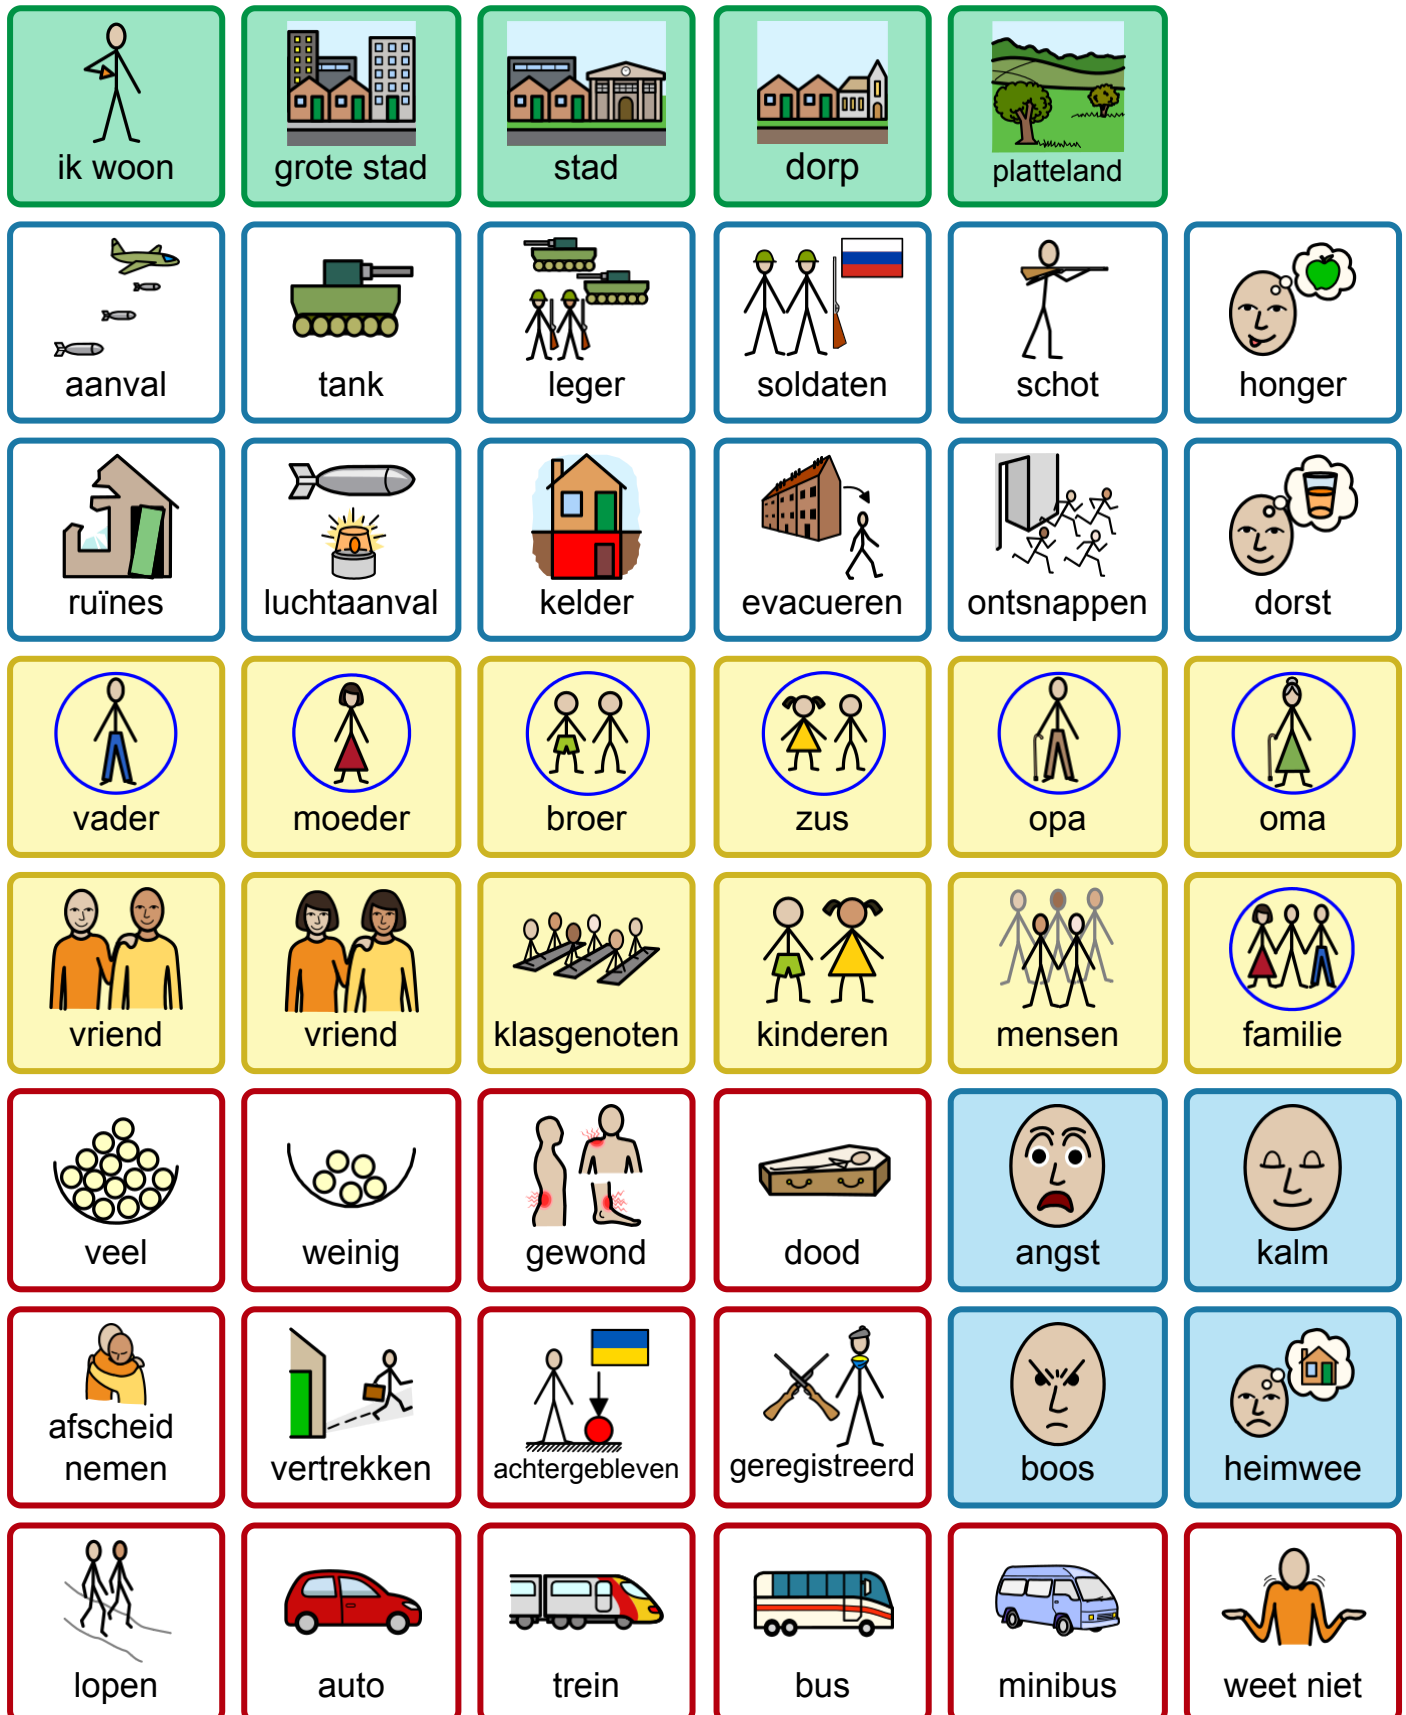 ik woon
grote stad
stad
dorp
platteland
aanval
tank
leger
soldaten
schot
honger
ruïnes
luchtaanval
kelder
evacueren
ontsnappen
dorst
vader
moeder
broer
zus
opa
oma
vriend
vriend
klasgenoten
kinderen
mensen
familie
veel
weinig
gewond
dood
angst
kalm
afscheid
nemen
vertrekken
achtergebleven
geregistreerd
boos
heimwee
lopen
auto
trein
bus
minibus
weet niet